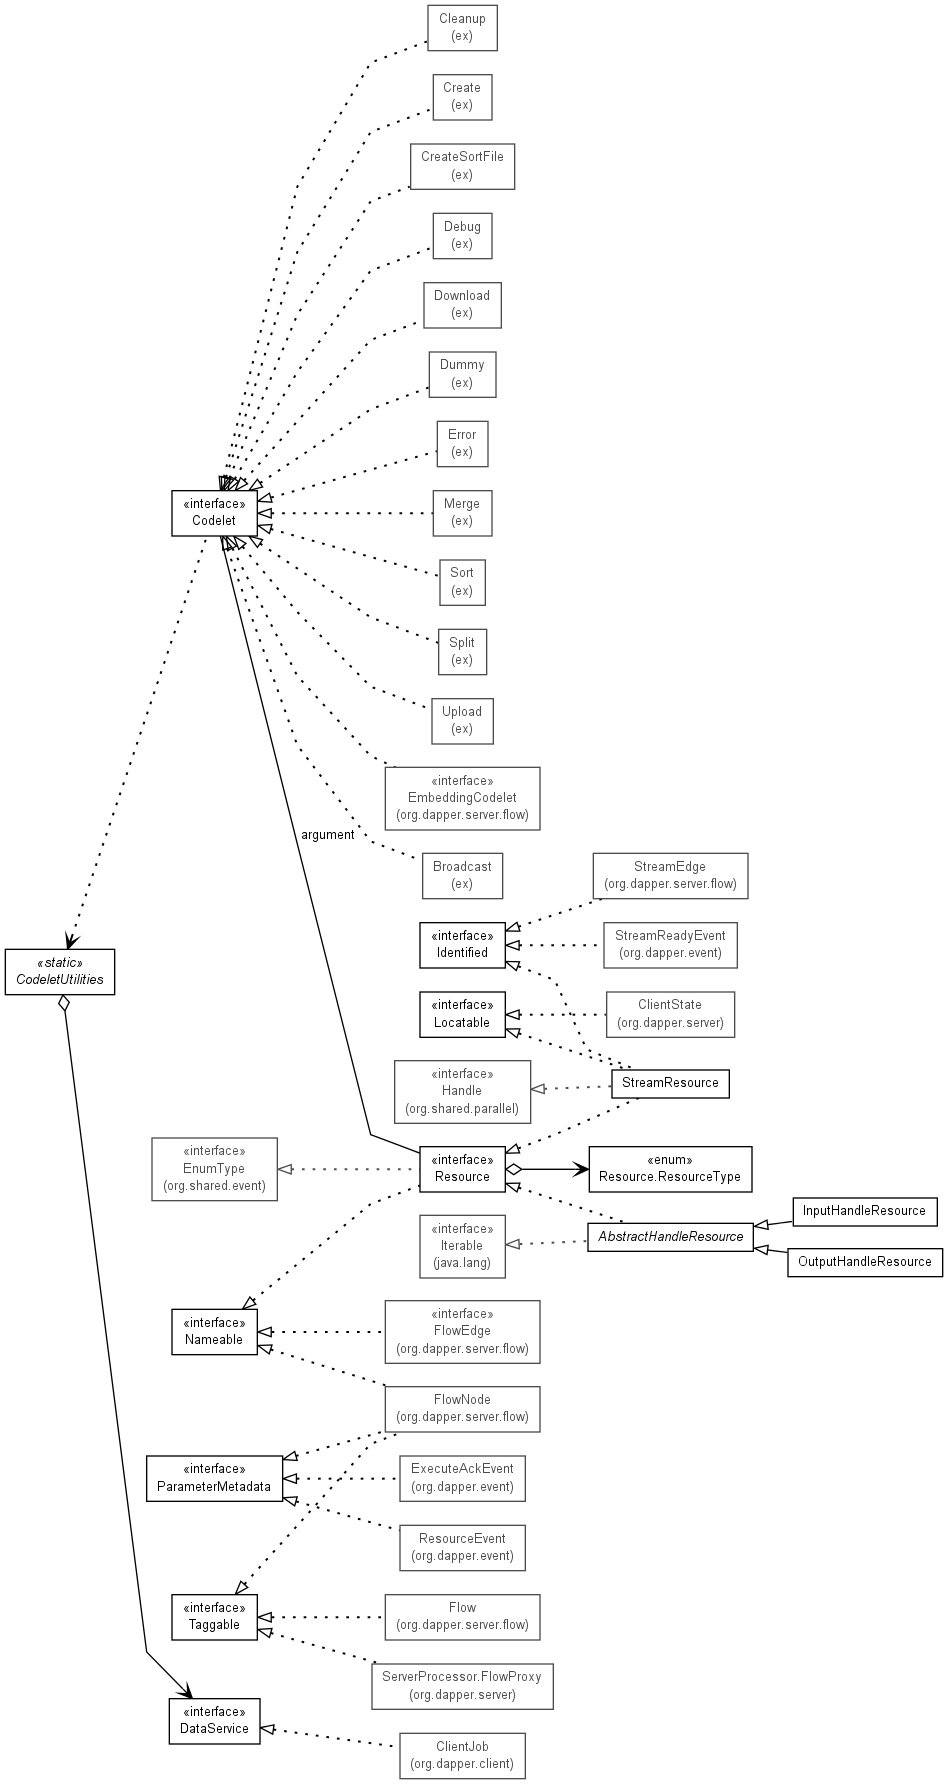 Cleanup
(ex)
Create
(ex)
CreateSortFile
(ex)
Debug
(ex)
Download
(ex)
Dummy
(ex)
Error
(ex)
«interface»
Codelet
Merge
(ex)
Sort
(ex)
Split
(ex)
Upload
(ex)
«interface»
EmbeddingCodelet
(org.dapper.server.flow)
argument
Broadcast
(ex)
StreamEdge
(org.dapper.server.flow)
«interface»
Identified
StreamReadyEvent
(org.dapper.event)
«static»
CodeletUtilities
«interface»
Locatable
ClientState
(org.dapper.server)
«interface»
Handle
(org.shared.parallel)
StreamResource
«interface»
EnumType
(org.shared.event)
«interface»
Resource
«enum»
Resource.ResourceType
InputHandleResource
«interface»
Iterable
(java.lang)
AbstractHandleResource
OutputHandleResource
«interface»
Nameable
«interface»
FlowEdge
(org.dapper.server.flow)
FlowNode
(org.dapper.server.flow)
«interface»
ParameterMetadata
ExecuteAckEvent
(org.dapper.event)
ResourceEvent
(org.dapper.event)
«interface»
Taggable
Flow
(org.dapper.server.flow)
ServerProcessor.FlowProxy
(org.dapper.server)
«interface»
DataService
ClientJob
(org.dapper.client)